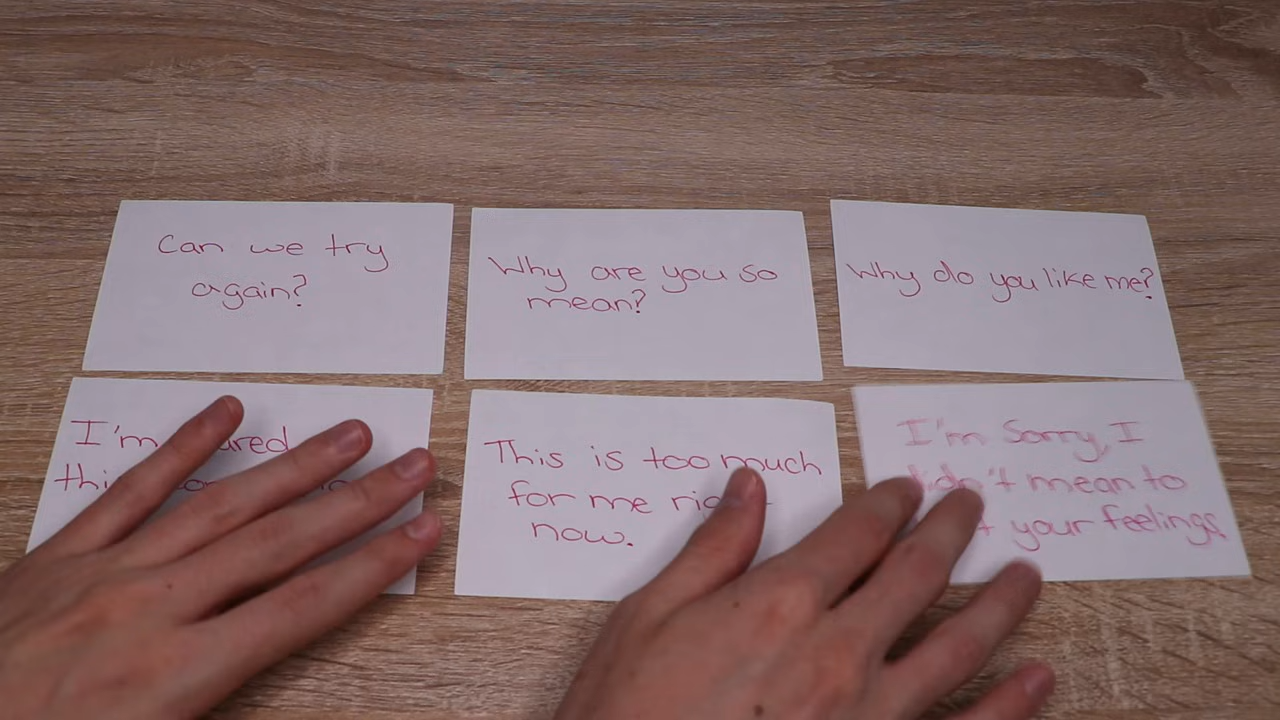 Can we try
again?
Why are you so
mean?
Why do you like me?
I'm
This is too much
for me
now.
I'm Sorry, I
didn't mean to
your feelings